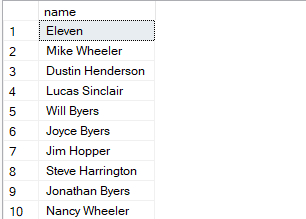 name
1 Eleven
2 Mike Wheeler
3 Dustin Henderson
4 Lucas Sinclair
5 Will Byers
6 Joyce Byers
7 Jim Hopper
8 Steve Harrington
9 Jonathan Byers
10 Nancy Wheeler